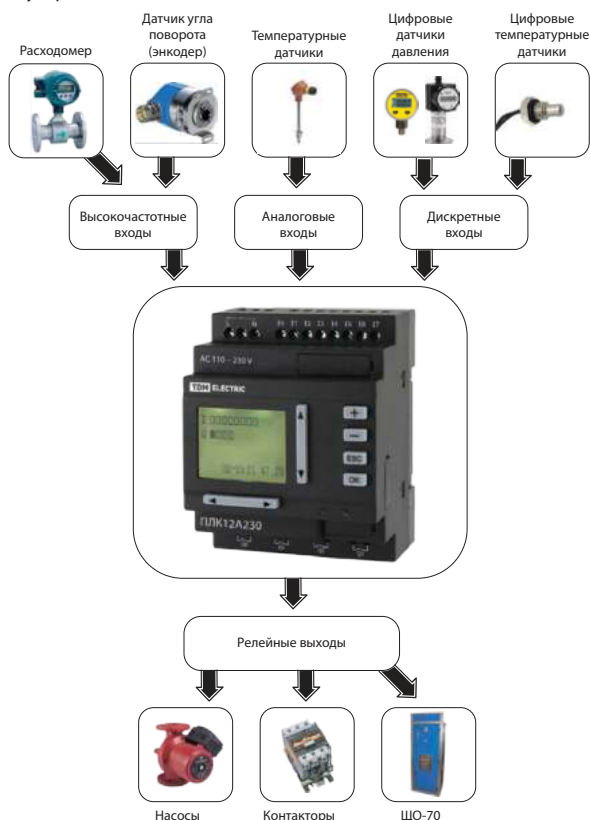 Расходомер
Датчик угла
поворота
(энкодер)
Температурные
датчики
Цифровые
датчики
давления
Цифровые
температурные
датчики
Высокочастотные
входы
Аналоговые
входы
Дискретные
входы
AC 110 – 230 V
TDM ELECTRIC
+
−
ESC
OK
ПЛК12А230
Релейные выходы
Насосы
Контакторы
ЩО-70